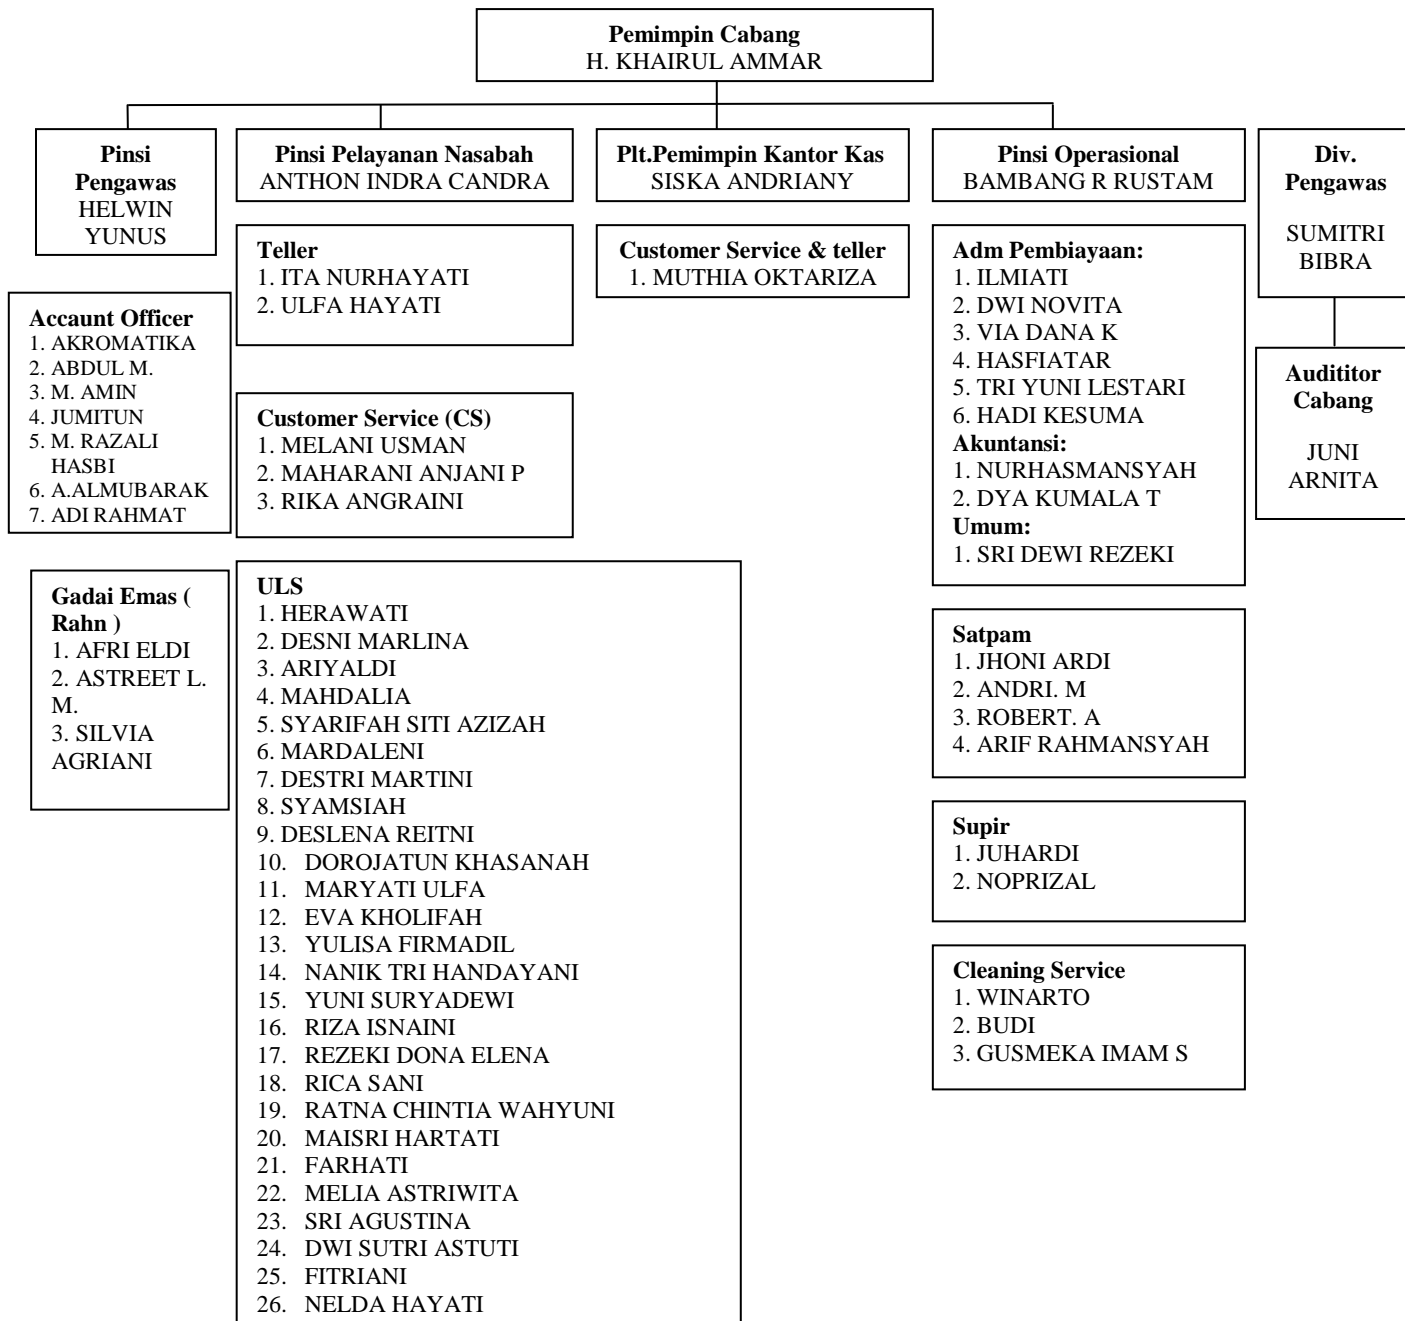 Pemimpin Cabang
H. KHAIRUL AMMAR
Pinsi
Pengawas
HELWIN
YUNUS
Pinsi Pelayanan Nasabah
ANTHON INDRA CANDRA
Plt.Pemimpin Kantor Kas
SISKA ANDRIANY
Pinsi Operasional
BAMBANG R RUSTAM
Div.
Pengawas
SUMITRI
BIBRA
Accaunt Officer
1. AKROMATIKA
2. ABDUL M.
3. M. AMIN
4. JUMITUN
5. M. RAZALI
HASBI
6. A.ALMUBARAK
7. ADI RAHMAT
Gadai Emas (
Rahn )
1. AFRI ELDI
2. ASTREET L.
M.
3. SILVIA
AGRIANI
Teller
1. ITA NURHAYATI
2. ULFA HAYATI
Customer Service (CS)
1. MELANI USMAN
2. MAHARANI ANJANI P
3. RIKA ANGRAINI
ULS
1. HERAWATI
2. DESNI MARLINA
3. ARIYALDI
4. MAHDALIA
5. SYARIFAH SITI AZIZAH
6. MARDALENI
7. DESTRI MARTINI
8. SYAMSIAH
9. DESLENA REITNI
10. DOROJATUN KHASANAH
11. MARYATI ULFA
12. EVA KHOLIFAH
13. YULISA FIRMADIL
14. NANIK TRI HANDAYANI
15. YUNI SURYADEWI
16. RIZA ISNAINI
17. REZEKI DONA ELENA
18. RICA SANI
19. RATNA CHINTIA WAHYUNI
20. MAISRI HARTATI
21. FARHATI
22. MELIA ASTRIWITA
23. SRI AGUSTINA
24. DWI SUTRI ASTUTI
25. FITRIANI
26. NELDA HAYATI
Customer Service & teller
1. MUTHIA OKTARIZA
Adm Pembiayaan:
1. ILMIATI
2. DWI NOVITA
3. VIA DANA K
4. HASFIATAR
5. TRI YUNI LESTARI
6. HADI KESUMA
Akuntansi:
1. NURHASMANSYAH
2. DYA KUMALA T
Umum:
1. SRI DEWI REZEKI
Satpam
1. JHONI ARDI
2. ANDRI. M
3. ROBERT. A
4. ARIF RAHMANSYAH
Supir
1. JUHARDI
2. NOPRIZAL
Cleaning Service
1. WINARTO
2. BUDI
3. GUSMEKA IMAM S
Audititor
Cabang
JUNI
ARNITA